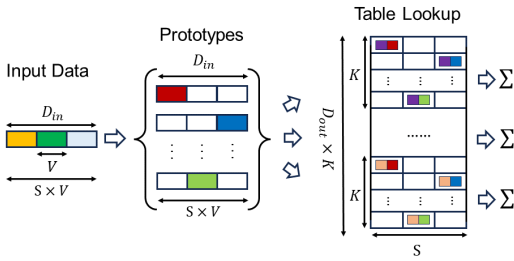 Input Data
D_in
V
S × V
Prototypes
D_in
⋮ ⋮ ⋮
S × V
Table Lookup
K
D_out × K
⋮ ⋮ ⋮
Σ
......
Σ
K
⋮ ⋮
Σ
S